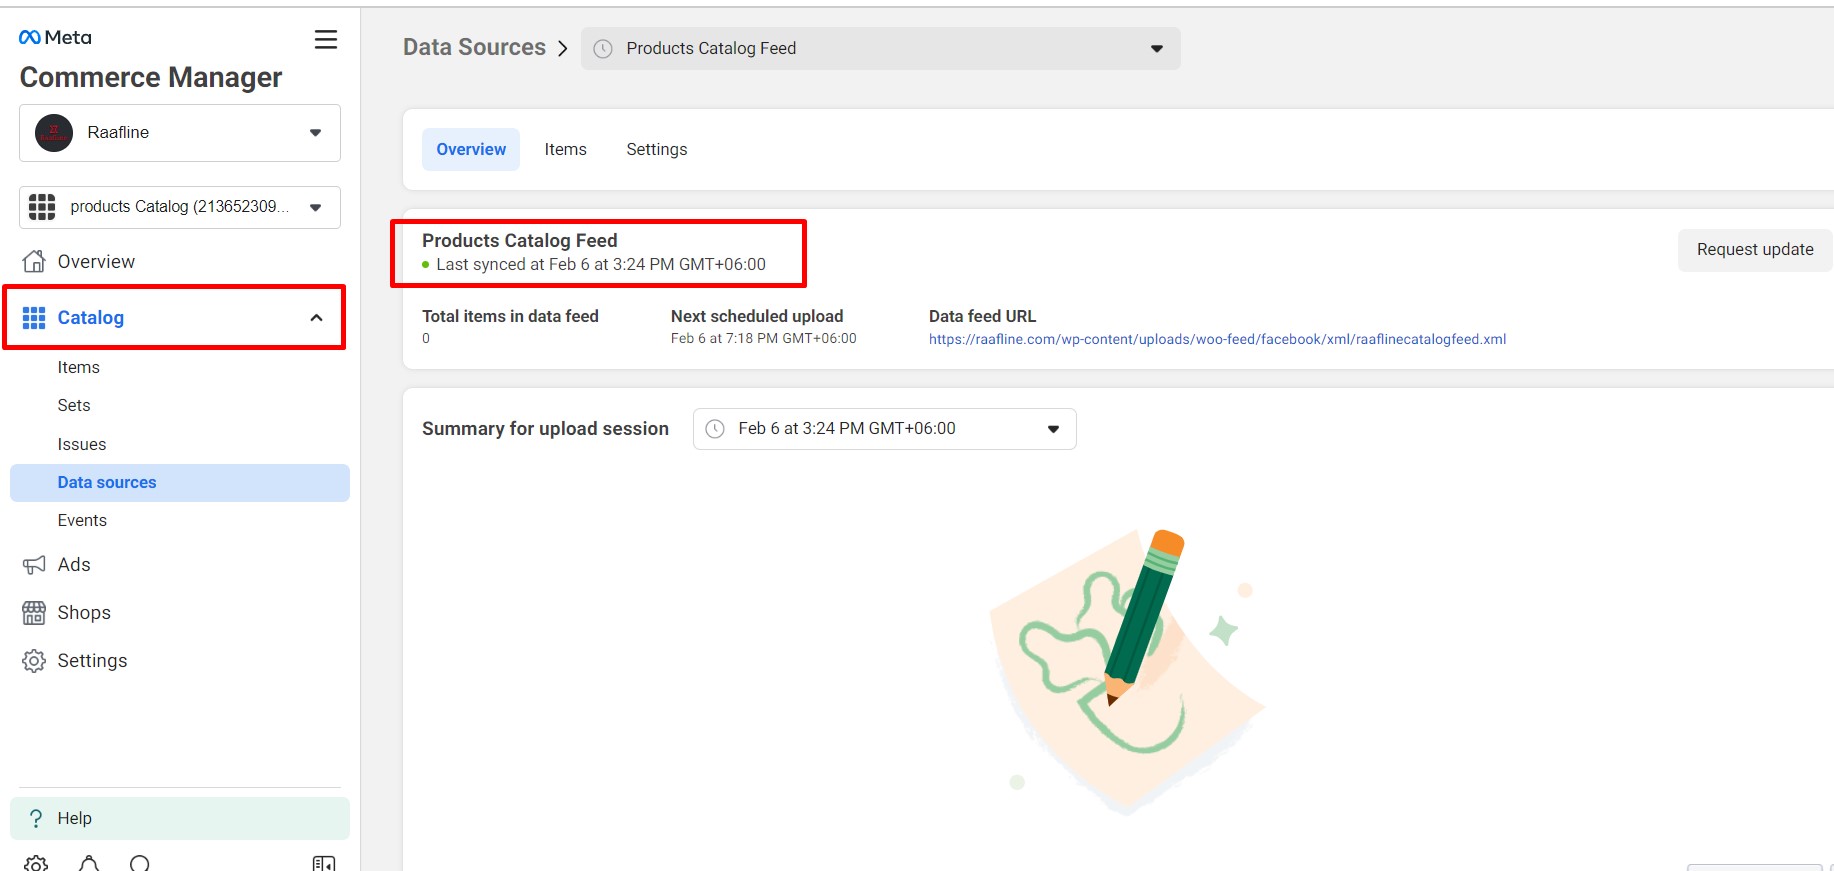 Meta
Commerce Manager
Raafline
products Catalog (213652309...
Overview
Catalog
Items
Sets
Issues
Data sources
Events
Ads
Shops
Settings
Help
Data Sources
Products Catalog Feed
Overview Items Settings
Products Catalog Feed
Last synced at Feb 6 at 3:24 PM GMT+06:00
Request update
Total items in data feed
0
Next scheduled upload
Feb 6 at 7:18 PM GMT+06:00
Data feed URL
https://raafline.com/wp-content/uploads/woo-feed/facebook/xml/raaflinecatalogfeed.xml
Summary for upload session
Feb 6 at 3:24 PM GMT+06:00